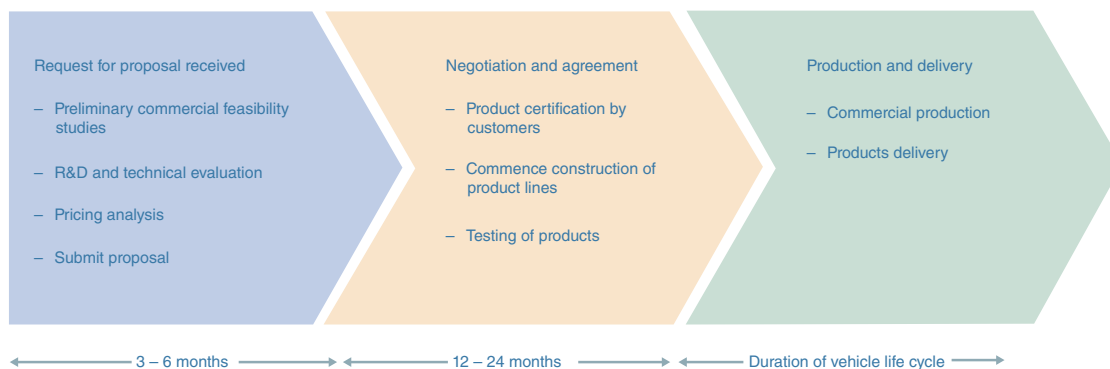 Request for proposal received
– Preliminary commercial feasibility
studies
– R&D and technical evaluation
– Pricing analysis
– Submit proposal
Negotiation and agreement
– Product certification by
customers
– Commence construction of
product lines
– Testing of products
Production and delivery
– Commercial production
– Products delivery
3 – 6 months
12 – 24 months
Duration of vehicle life cycle